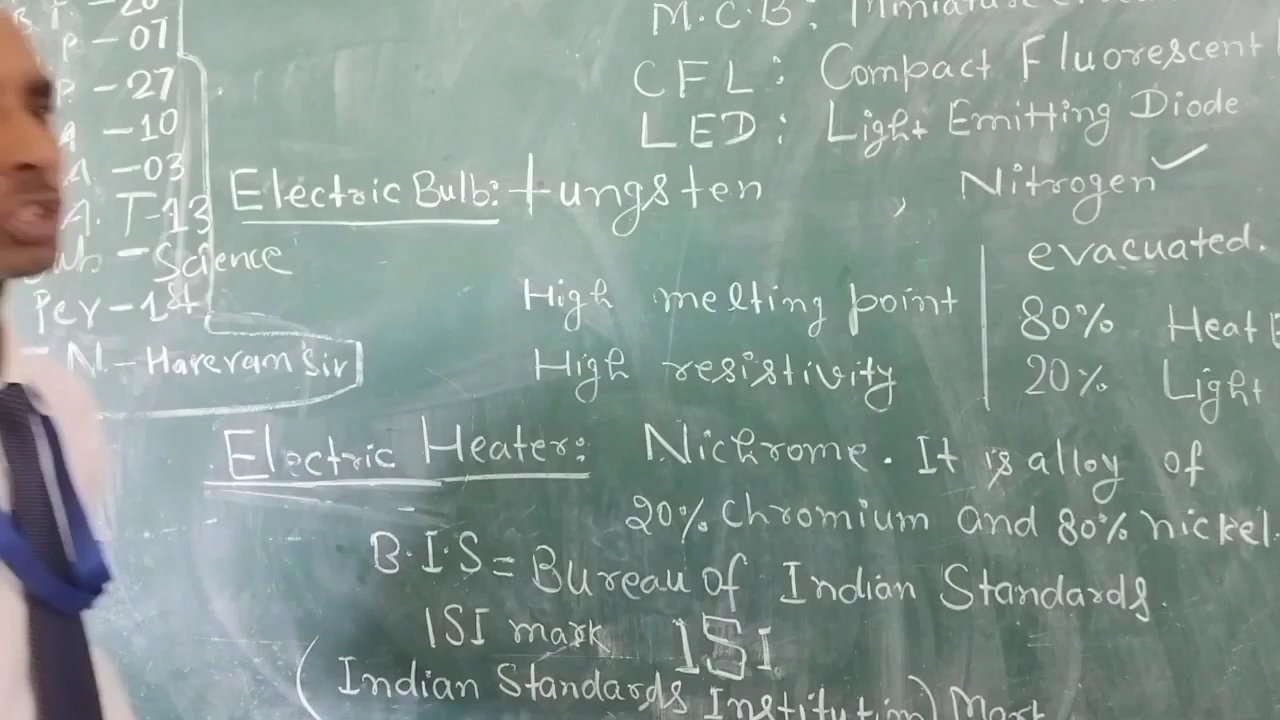 P - 07
P - 27
A - 10
A - 03
A. T - 13
Sub - Science
Per - 1st
T N. - Hareram Sir
M.C.B:
CFL: Compact Fluorescent
LED: Light Emitting Diode
Electric Bulb: tungsten , Nitrogen ✓
evacuated.
High melting point
80% Heat
High resistivity
20% Light
Electric Heater: Nichrome. It is alloy of
20% chromium and 80% nickel.
B.I.S = Bureau of Indian Standards.
ISI mark ISI
(Indian Standards Institution) Mark